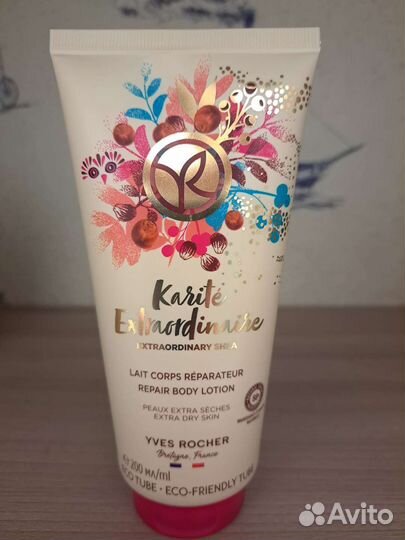 Karité
Extraordinaire
EXTRAORDINARY SHEA
LAIT CORPS RÉPARATEUR
REPAIR BODY LOTION
PEAUX EXTRA SÈCHES
EXTRA DRY SKIN
YVES ROCHER
Bretagne, France
e 200 МЛ/ml
ECO TUBE • ECO-FRIENDLY TUBE
Avito